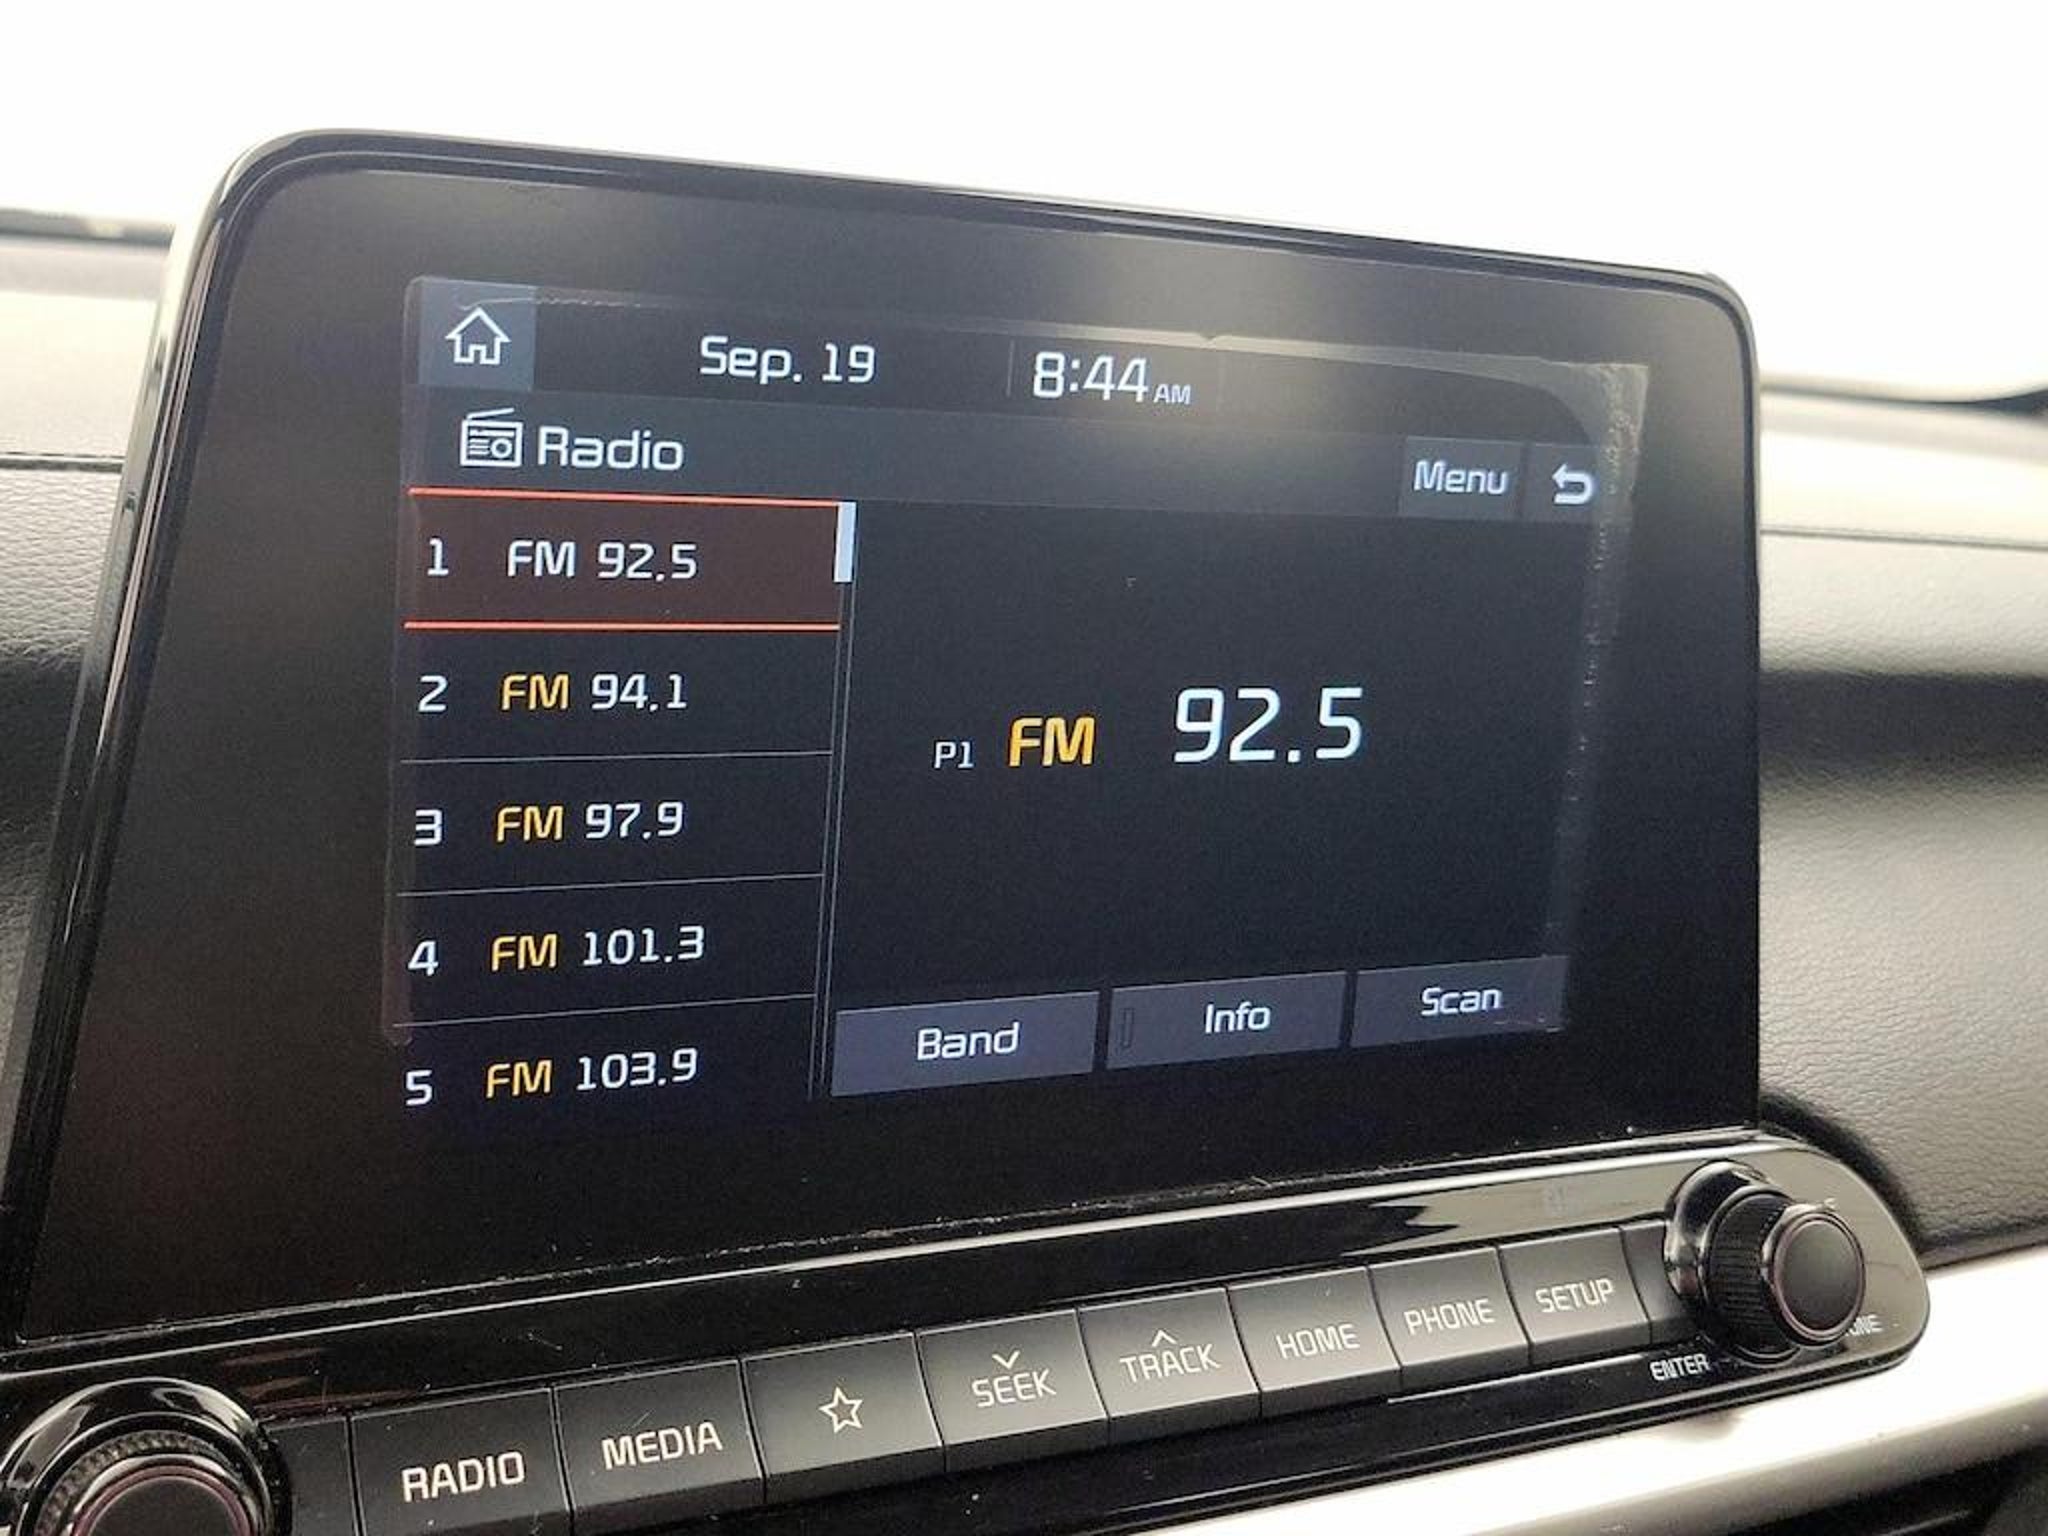 Sep. 19 8:44 AM
Radio
Menu
1 FM 92.5
2 FM 94.1
3 FM 97.9
4 FM 101.3
5 FM 103.9
P1 FM 92.5
Band Info Scan
RADIO MEDIA SEEK TRACK HOME PHONE SETUP
ENTER